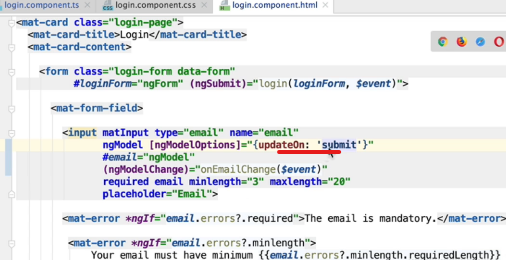 login.component.ts × login.component.css × login.component.html ×
<mat-card class="login-page">
<mat-card-title>Login</mat-card-title>
<mat-card-content>
<form class="login-form data-form"
#loginForm="ngForm" (ngSubmit)="login(loginForm, $event)">
<mat-form-field>
<input matInput type="email" name="email"
ngModel [ngModelOptions]="{updateOn: 'submit'}"
#email="ngModel"
(ngModelChange)="onEmailChange($event)"
required email minlength="3" maxlength="20"
placeholder="Email">
<mat-error *ngIf="email.errors?.required">The email is mandatory.</mat-error>
<mat-error *ngIf="email.errors?.minlength">
Your email must have minimum {{email.errors?.minlength.requiredLength}}